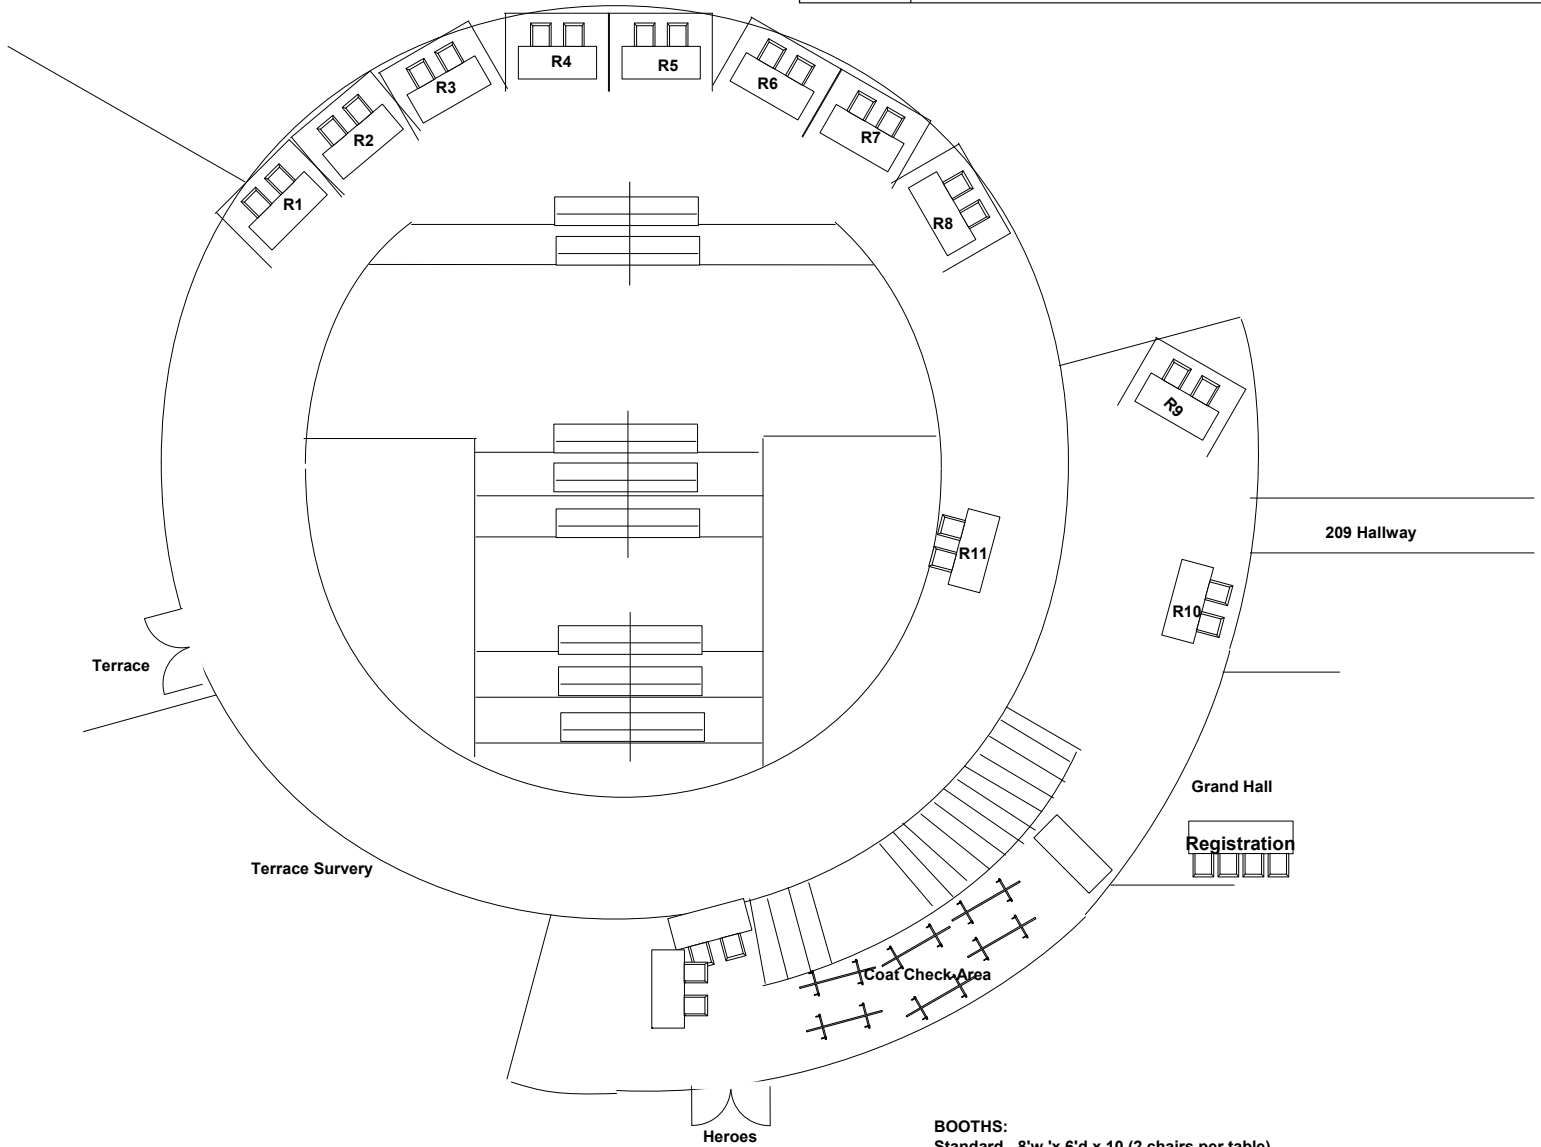 R4
R5
R3
R6
R2
R7
R1
R8
R9
209 Hallway
R11
R10
Terrace
Grand Hall
Registration
Terrace Survery
Coat Check Area
BOOTHS:
Standard - 8'w 'x 6'd x 10 (2 chairs per table)
Heroes